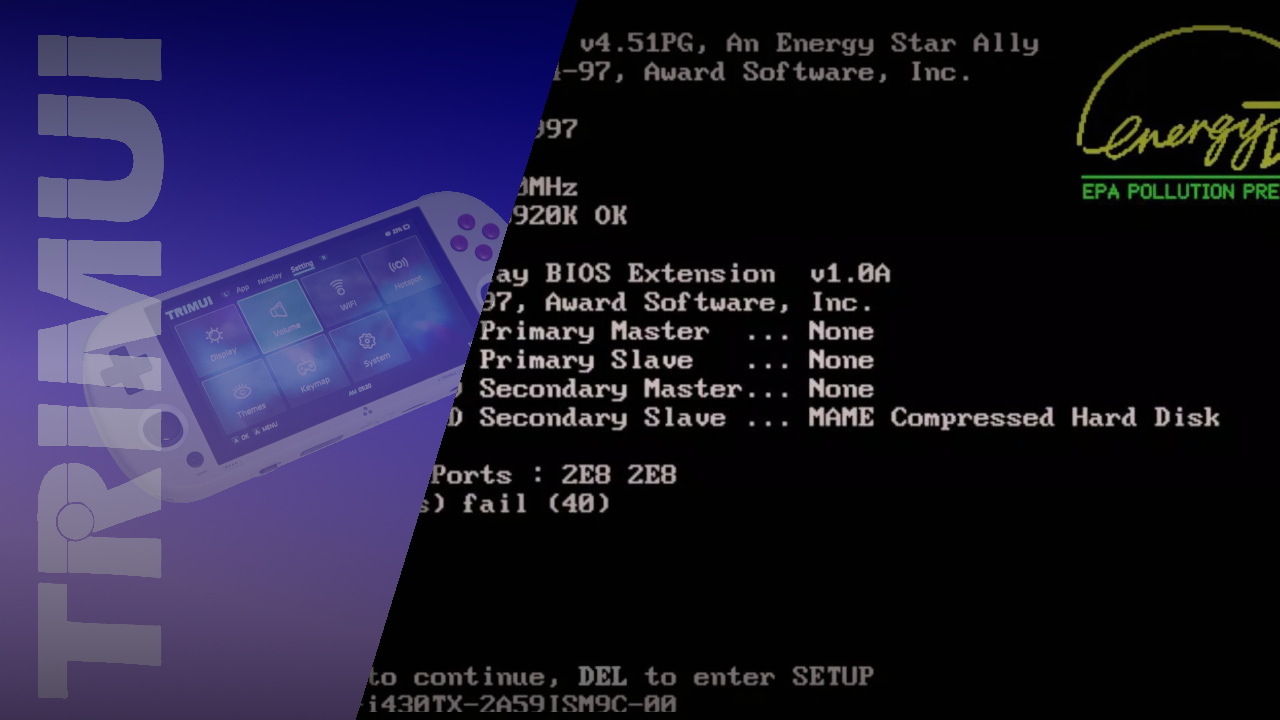 TRIMUI
TRIMUI
App
Netplay
Setting
Display
Volume
WiFi
Hotspot
Themes
Keymap
System
OK
MENU
v4.51PG, An Energy Star Ally
-97, Award Software, Inc.
997
0MHz
920K OK
ay BIOS Extension v1.0A
97, Award Software, Inc.
Primary Master ... None
Primary Slave ... None
Secondary Master... None
D Secondary Slave ... MAME Compressed Hard Disk
Ports : 2E8 2E8
s) fail (40)
to continue, DEL to enter SETUP
i430TX-2A59ISM9C-00
energy
EPA POLLUTION PRE